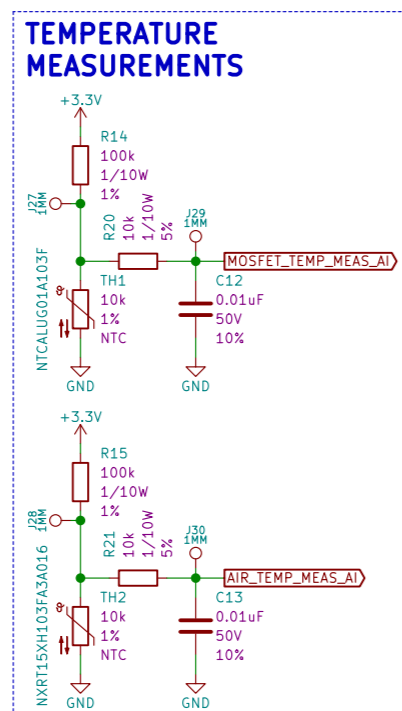 TEMPERATURE
MEASUREMENTS
+3.3V
R14
100k
1/10W
1%
J27
1MM
R20
10k
1/10W
5%
J29
1MM
MOSFET_TEMP_MEAS_AI
NTCALUG01A103F
TH1
10k
1%
NTC
C12
0.01uF
50V
10%
GND
GND
+3.3V
R15
100k
1/10W
1%
J28
1MM
R21
10k
1/10W
5%
J30
1MM
AIR_TEMP_MEAS_AI
NXRT15XH103FA3A016
TH2
10k
1%
NTC
C13
0.01uF
50V
10%
GND
GND